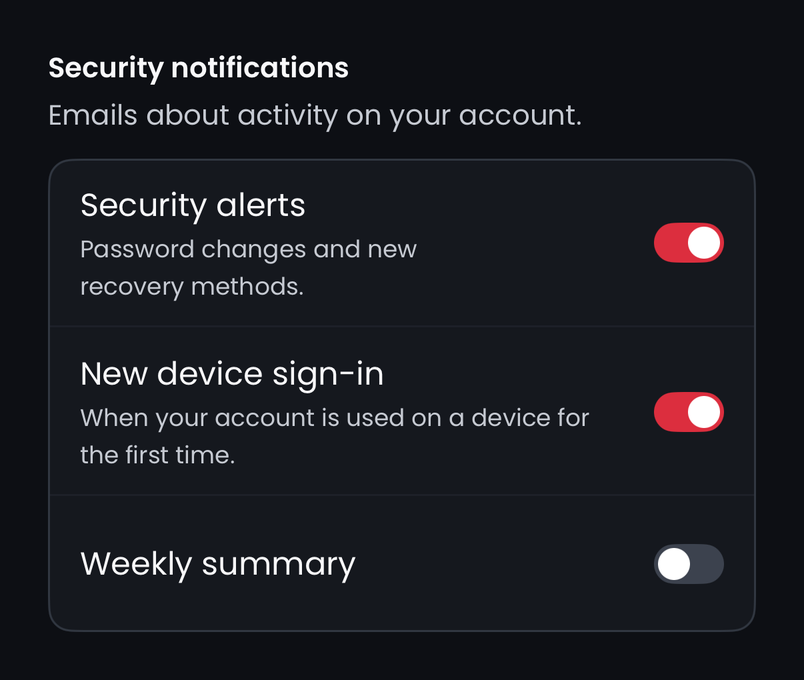 Security notifications
Emails about activity on your account.
Security alerts
Password changes and new
recovery methods.
New device sign-in
When your account is used on a device for
the first time.
Weekly summary